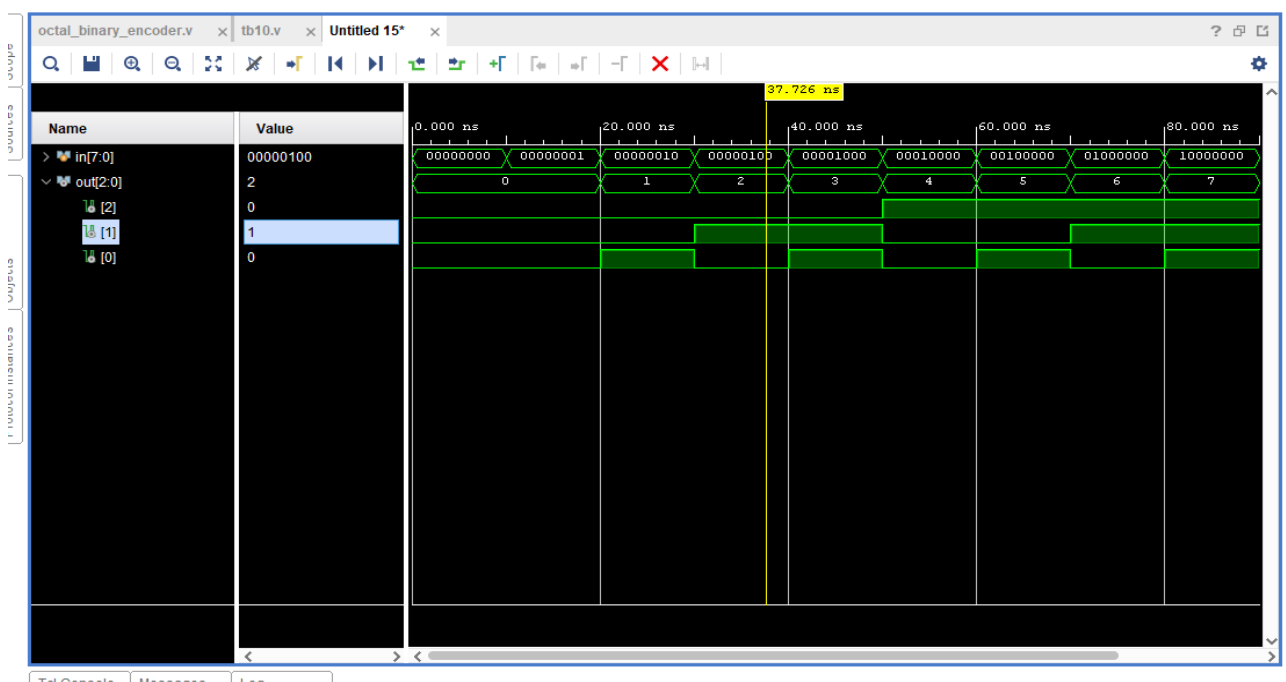 octal_binary_encoder.v × tb10.v × Untitled 15* ×
37.726 ns
Name Value 0.000 ns 20.000 ns 40.000 ns 60.000 ns 80.000 ns
in[7:0] 00000100 00000000 00000001 00000010 00000100 00001000 00010000 00100000 01000000 10000000
out[2:0] 2 0 1 2 3 4 5 6 7
[2] 0
[1] 1
[0] 0